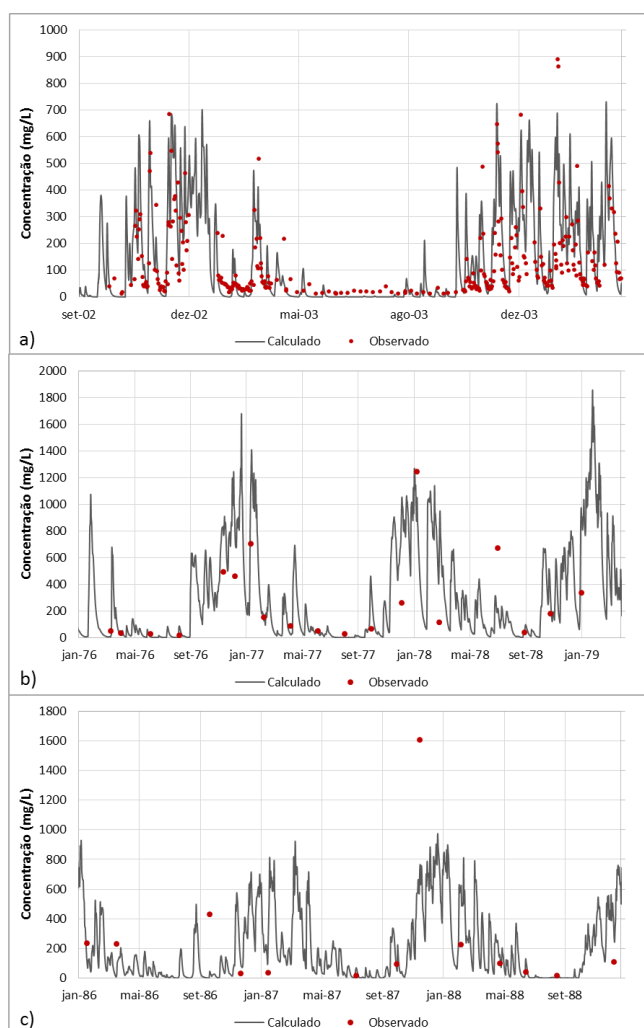 1000
900
800
700
600
500
400
300
200
100
0
Concentração (mg/L)
set-02 dez-02 mai-03 ago-03 dez-03
a)
Calculado Observado
2000
1800
1600
1400
1200
1000
800
600
400
200
0
Concentração (mg/L)
jan-76 mai-76 set-76 jan-77 mai-77 set-77 jan-78 mai-78 set-78 jan-79
b)
Calculado Observado
1800
1600
1400
1200
1000
800
600
400
200
0
Concentração (mg/L)
jan-86 mai-86 set-86 jan-87 mai-87 set-87 jan-88 mai-88 set-88
c)
Calculado Observado